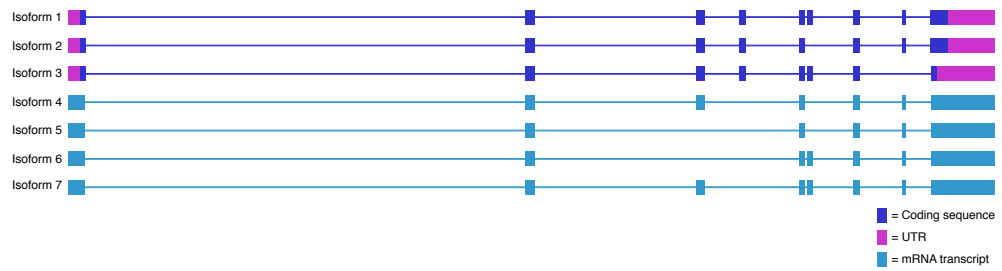 Isoform 1
Isoform 2
Isoform 3
Isoform 4
Isoform 5
Isoform 6
Isoform 7
= Coding sequence
= UTR
= mRNA transcript